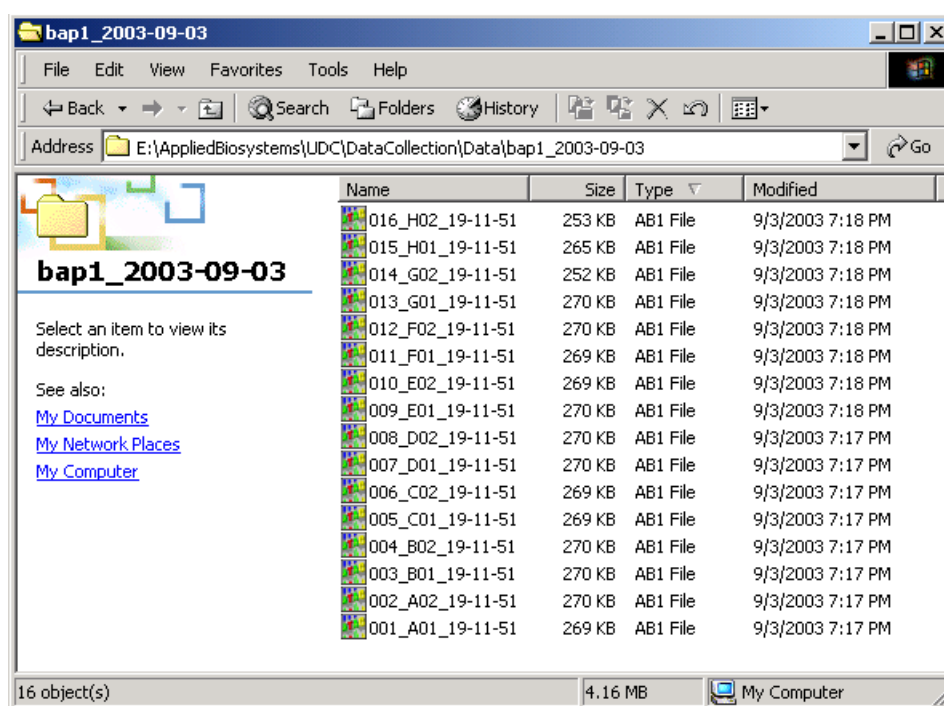 bap1_2003-09-03
File Edit View Favorites Tools Help
Back Search Folders History
Address E:\AppliedBiosystems\UDC\DataCollection\Data\bap1_2003-09-03 Go
Name Size Type Modified
016_H02_19-11-51 253 KB AB1 File 9/3/2003 7:18 PM
015_H01_19-11-51 265 KB AB1 File 9/3/2003 7:18 PM
014_G02_19-11-51 252 KB AB1 File 9/3/2003 7:18 PM
013_G01_19-11-51 270 KB AB1 File 9/3/2003 7:18 PM
012_F02_19-11-51 270 KB AB1 File 9/3/2003 7:18 PM
011_F01_19-11-51 269 KB AB1 File 9/3/2003 7:18 PM
010_E02_19-11-51 269 KB AB1 File 9/3/2003 7:18 PM
009_E01_19-11-51 270 KB AB1 File 9/3/2003 7:18 PM
008_D02_19-11-51 270 KB AB1 File 9/3/2003 7:17 PM
007_D01_19-11-51 270 KB AB1 File 9/3/2003 7:17 PM
006_C02_19-11-51 269 KB AB1 File 9/3/2003 7:17 PM
005_C01_19-11-51 269 KB AB1 File 9/3/2003 7:17 PM
004_B02_19-11-51 270 KB AB1 File 9/3/2003 7:17 PM
003_B01_19-11-51 270 KB AB1 File 9/3/2003 7:17 PM
002_A02_19-11-51 270 KB AB1 File 9/3/2003 7:17 PM
001_A01_19-11-51 269 KB AB1 File 9/3/2003 7:17 PM
bap1_2003-09-03
Select an item to view its
description.
See also:
My Documents
My Network Places
My Computer
16 object(s) 4.16 MB My Computer